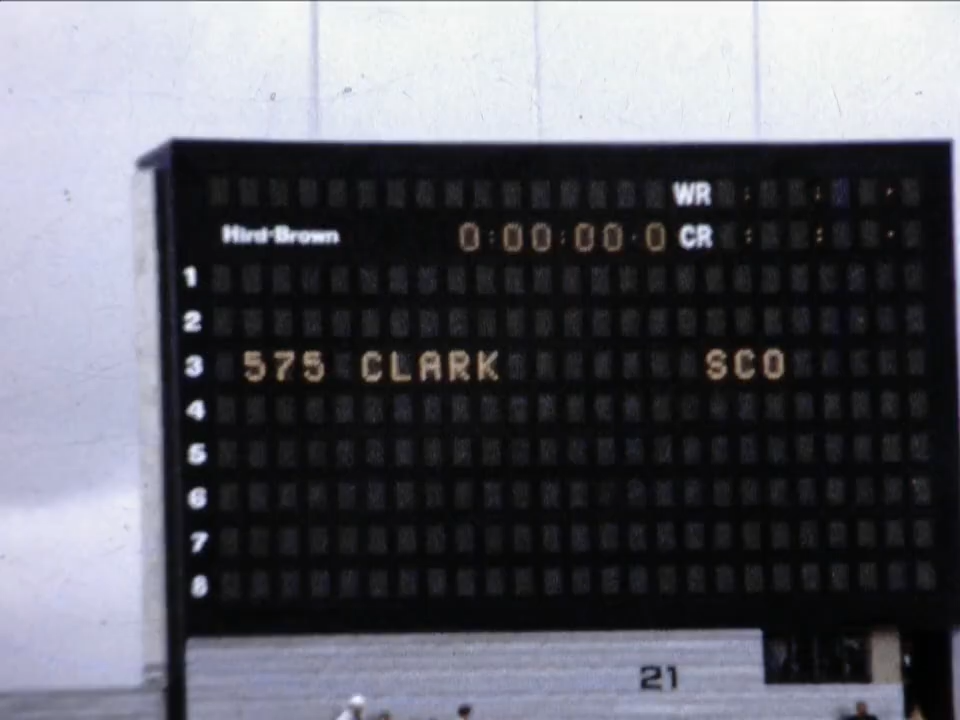 WR : : .
Hird-Brown 0:00:00.0 CR : : .
1
2
3 575 CLARK SCO
4
5
6
7
8
21